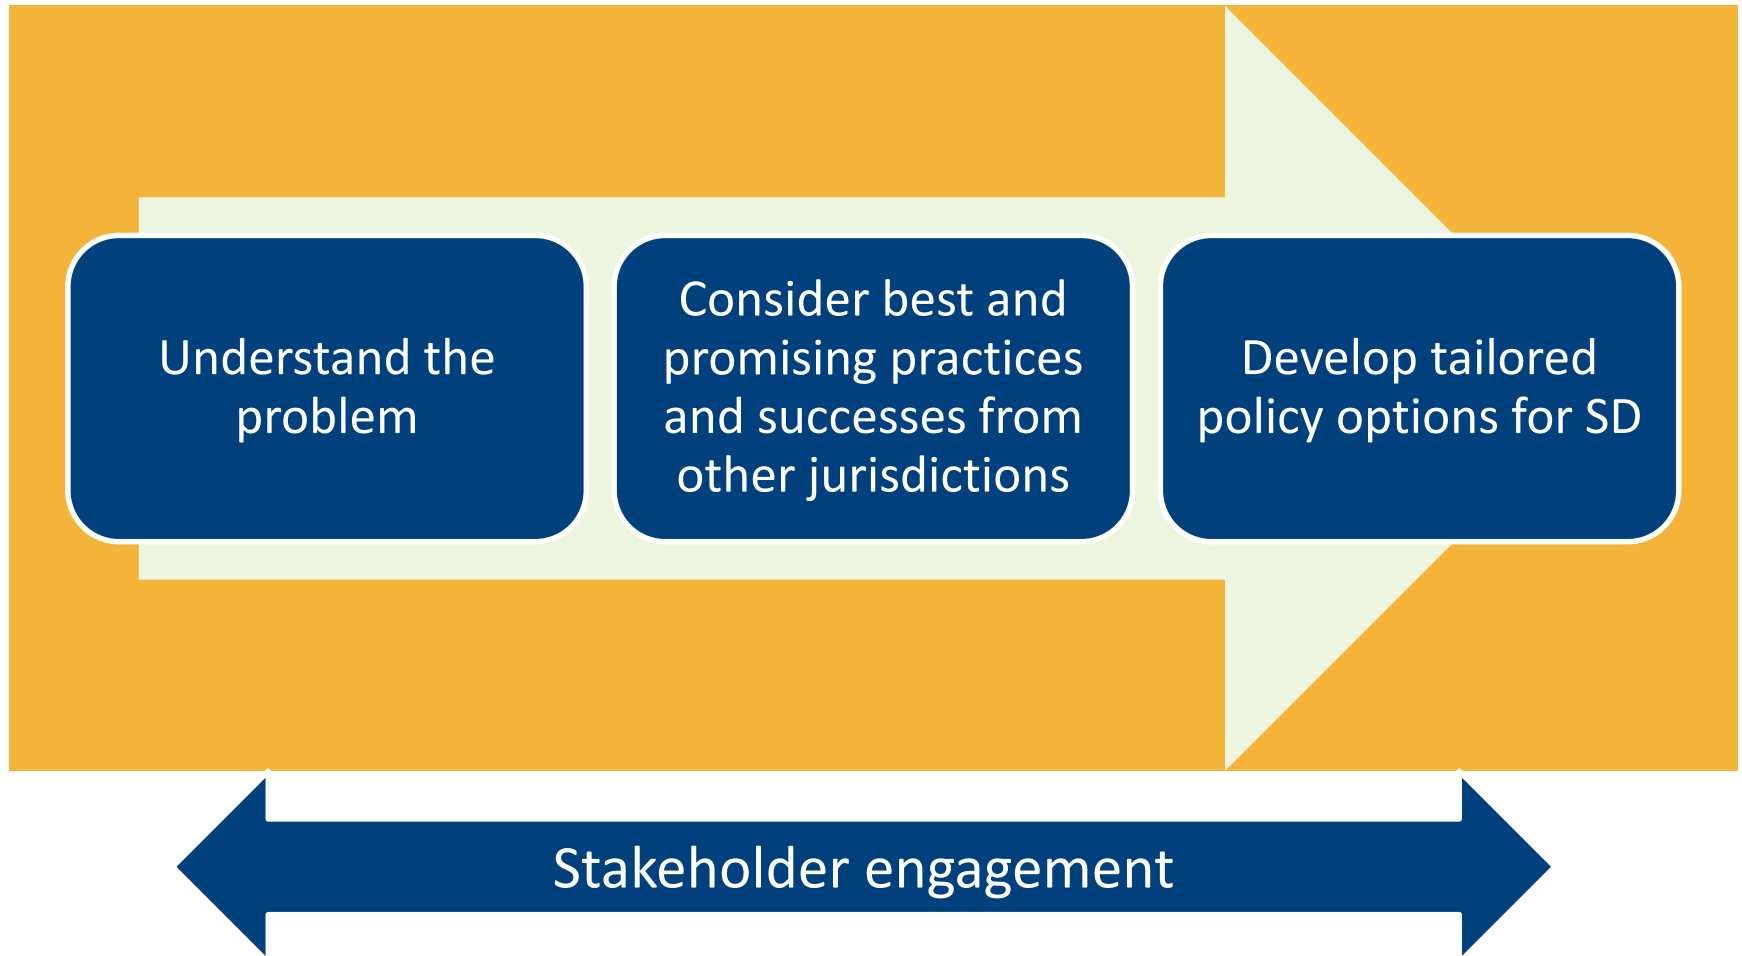 Understand the
problem
Consider best and
promising practices
and successes from
other jurisdictions
Develop tailored
policy options for SD
Stakeholder engagement